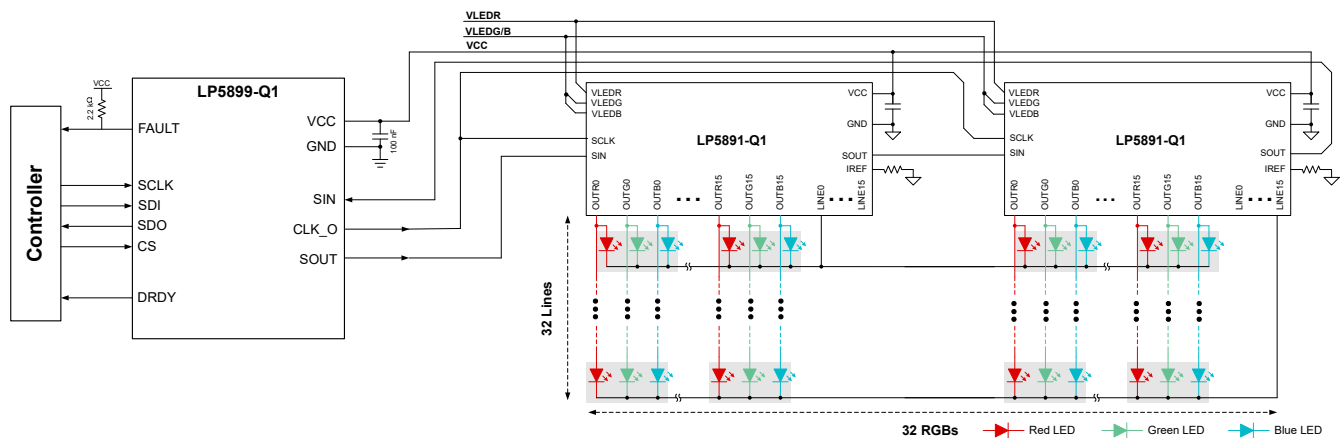 VLEDR
VLEDG/B
VCC
Controller
VCC
2.2 kΩ
LP5899-Q1
FAULT
SCLK
SDI
SDO
CS
DRDY
VCC
GND
SIN
CLK_O
SOUT
100 nF
LP5891-Q1
VLEDR
VLEDG
VLEDB
SCLK
SIN
VCC
GND
SOUT
IREF
OUTR0
OUTG0
OUTB0
OUTR15
OUTG15
OUTB15
LINE0
LINE15
LP5891-Q1
VLEDR
VLEDG
VLEDB
SCLK
SIN
VCC
GND
SOUT
IREF
OUTR0
OUTG0
OUTB0
OUTR15
OUTG15
OUTB15
LINE0
LINE15
32 Lines
32 RGBs
Red LED
Green LED
Blue LED